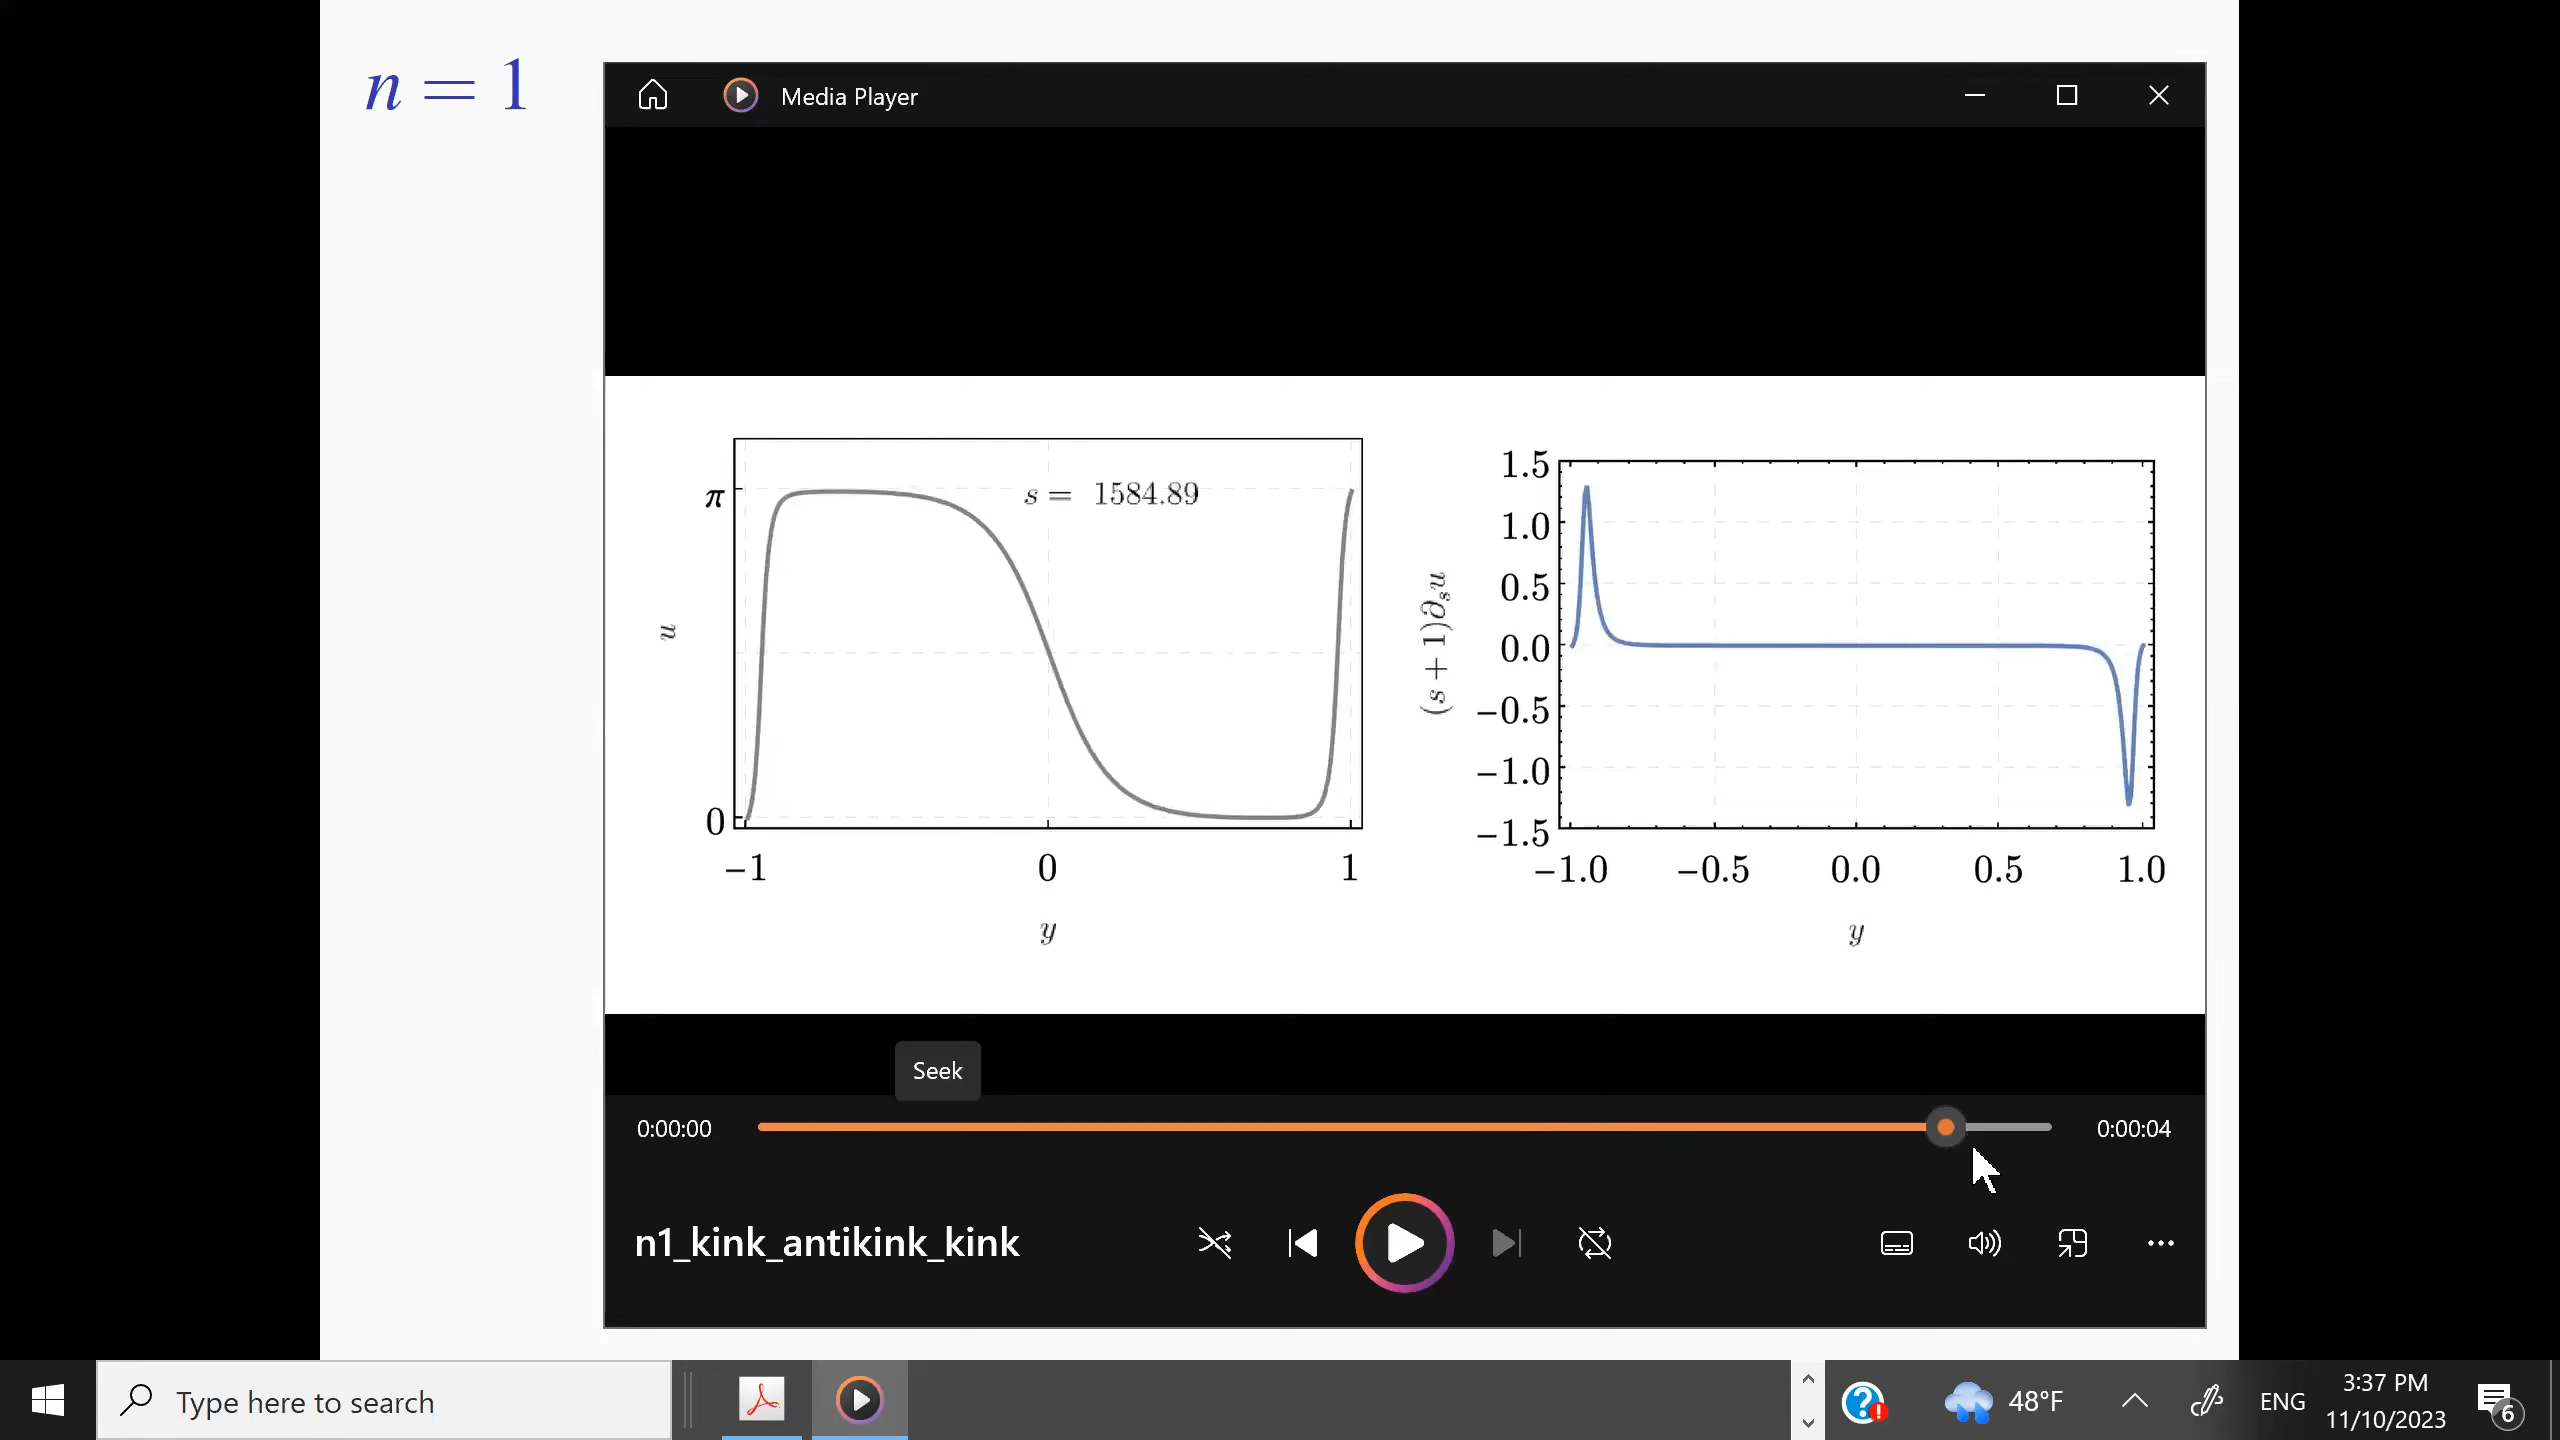 n = 1
Media Player
s = 1584.89
π
0
u
−1
0
1
y
1.5
1.0
0.5
0.0
−0.5
−1.0
−1.5
(s + 1)∂ₛu
−1.0
−0.5
0.0
0.5
1.0
y
Seek
0:00:00
0:00:04
n1_kink_antikink_kink
Type here to search
48°F
ENG
3:37 PM
11/10/2023
6